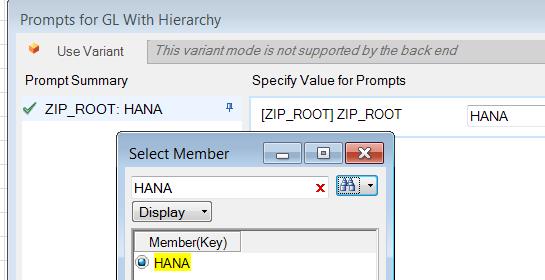 Prompts for GL With Hierarchy
Use Variant
This variant mode is not supported by the back end
Prompt Summary
Specify Value for Prompts
ZIP_ROOT: HANA
[ZIP_ROOT] ZIP_ROOT
HANA
Select Member
HANA
Display
Member(Key)
HANA